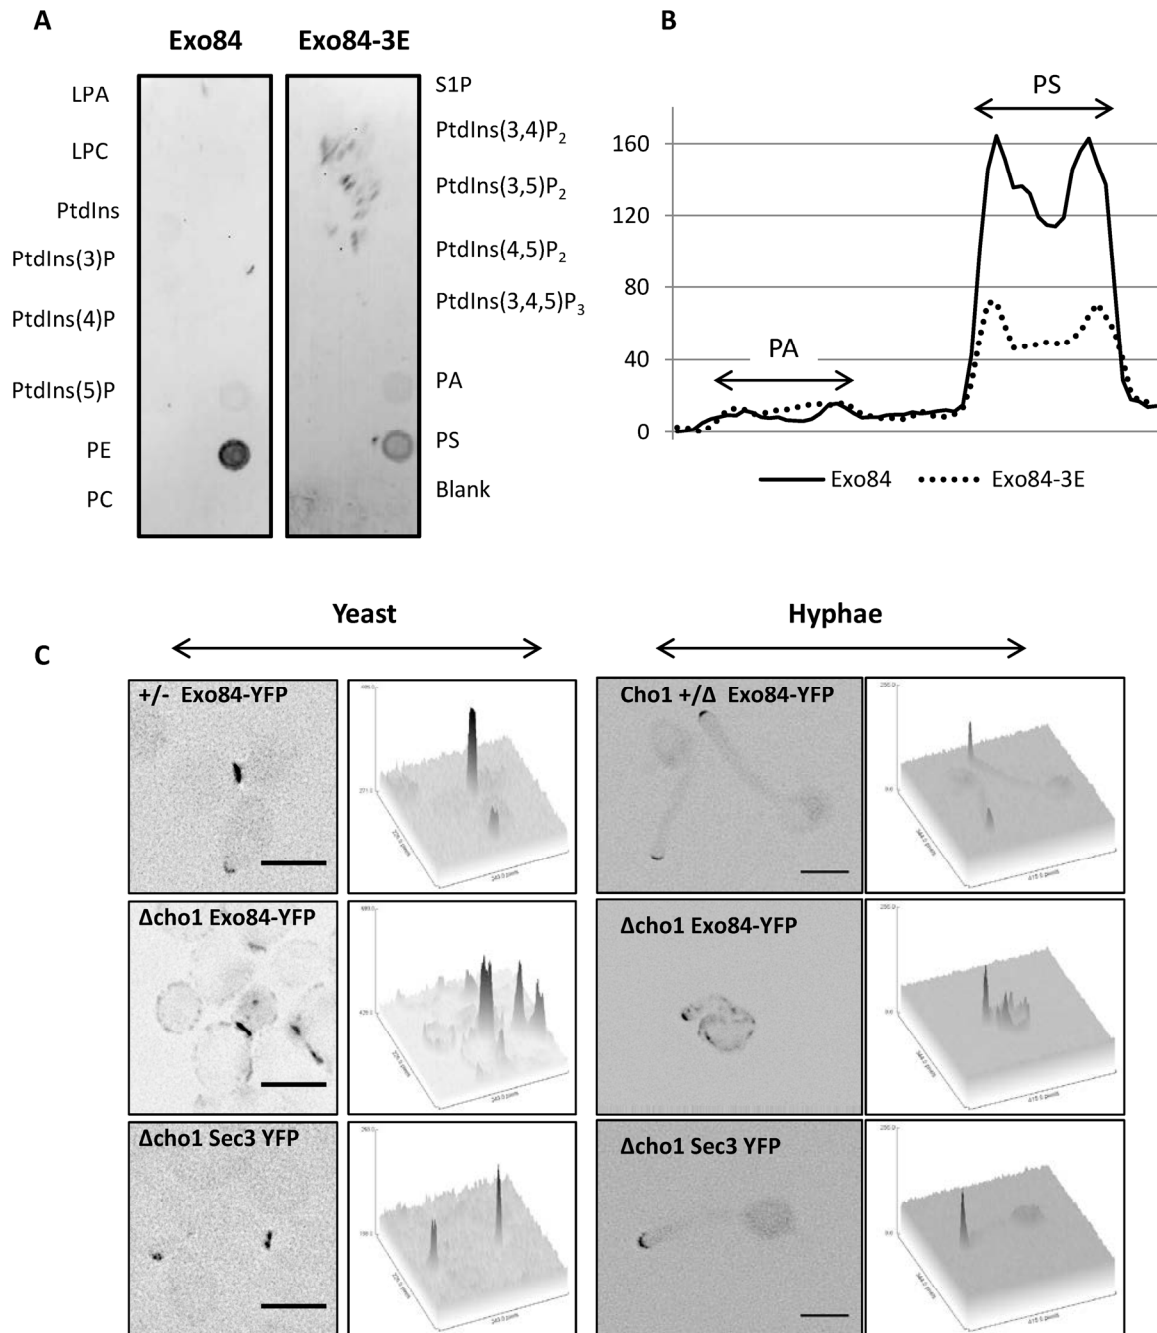 A
Exo84
Exo84-3E
LPA
LPC
PtdIns
PtdIns(3)P
PtdIns(4)P
PtdIns(5)P
PE
PC
S1P
PtdIns(3,4)P₂
PtdIns(3,5)P₂
PtdIns(4,5)P₂
PtdIns(3,4,5)P₃
PA
PS
Blank
B
PS
160
120
80
PA
40
0
Exo84
Exo84-3E
Yeast
Hyphae
C
+/- Exo84-YFP
Cho1 +/Δ Exo84-YFP
Δcho1 Exo84-YFP
Δcho1 Exo84-YFP
Δcho1 Sec3 YFP
Δcho1 Sec3 YFP